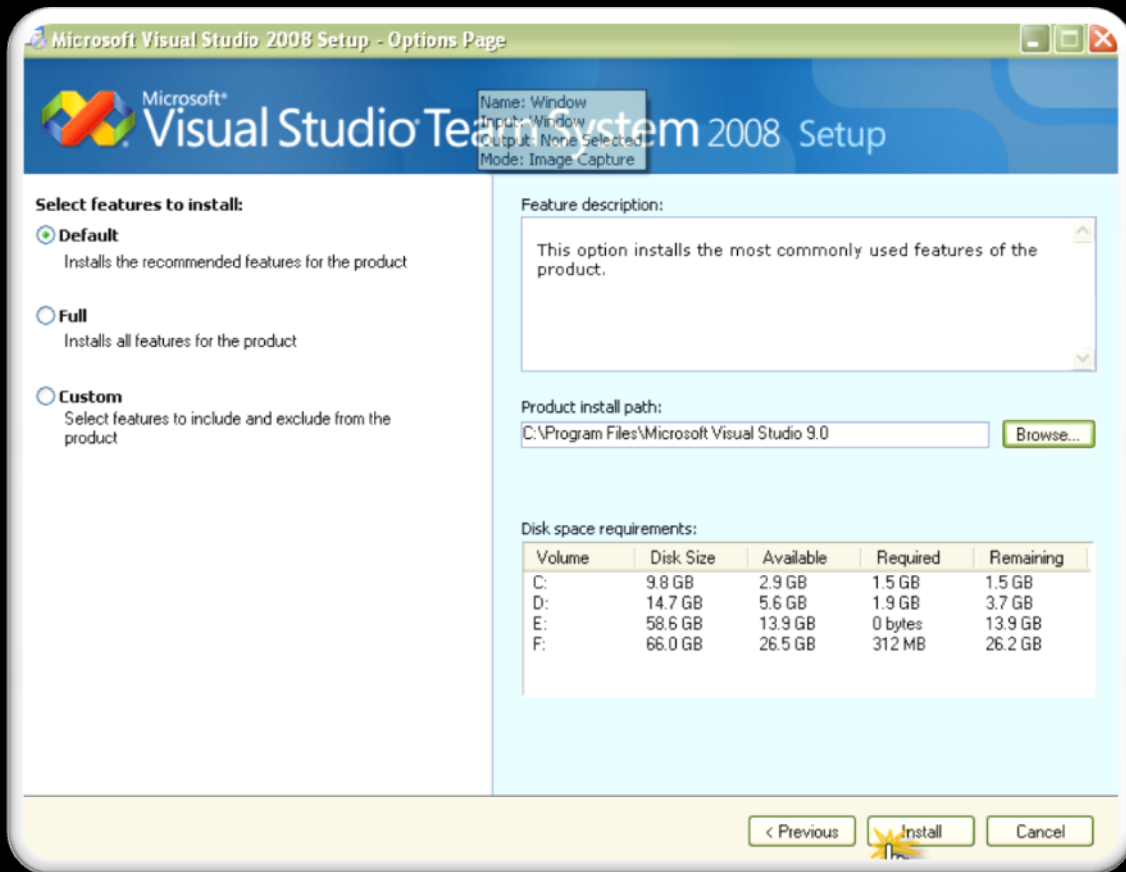 Microsoft Visual Studio 2008 Setup - Options Page
Microsoft®
Visual Studio Team System 2008 Setup
Name: Window
Input: Window
Output: None Selected
Mode: Image Capture
Select features to install:
Default
Installs the recommended features for the product
Full
Installs all features for the product
Custom
Select features to include and exclude from the
product
Feature description:
This option installs the most commonly used features of the
product.
Product install path:
C:\Program Files\Microsoft Visual Studio 9.0
Browse...
Disk space requirements:
Volume Disk Size Available Required Remaining
C: 9.8 GB 2.9 GB 1.5 GB 1.5 GB
D: 14.7 GB 5.6 GB 1.9 GB 3.7 GB
E: 58.6 GB 13.9 GB 0 bytes 13.9 GB
F: 66.0 GB 26.5 GB 312 MB 26.2 GB
< Previous Install Cancel